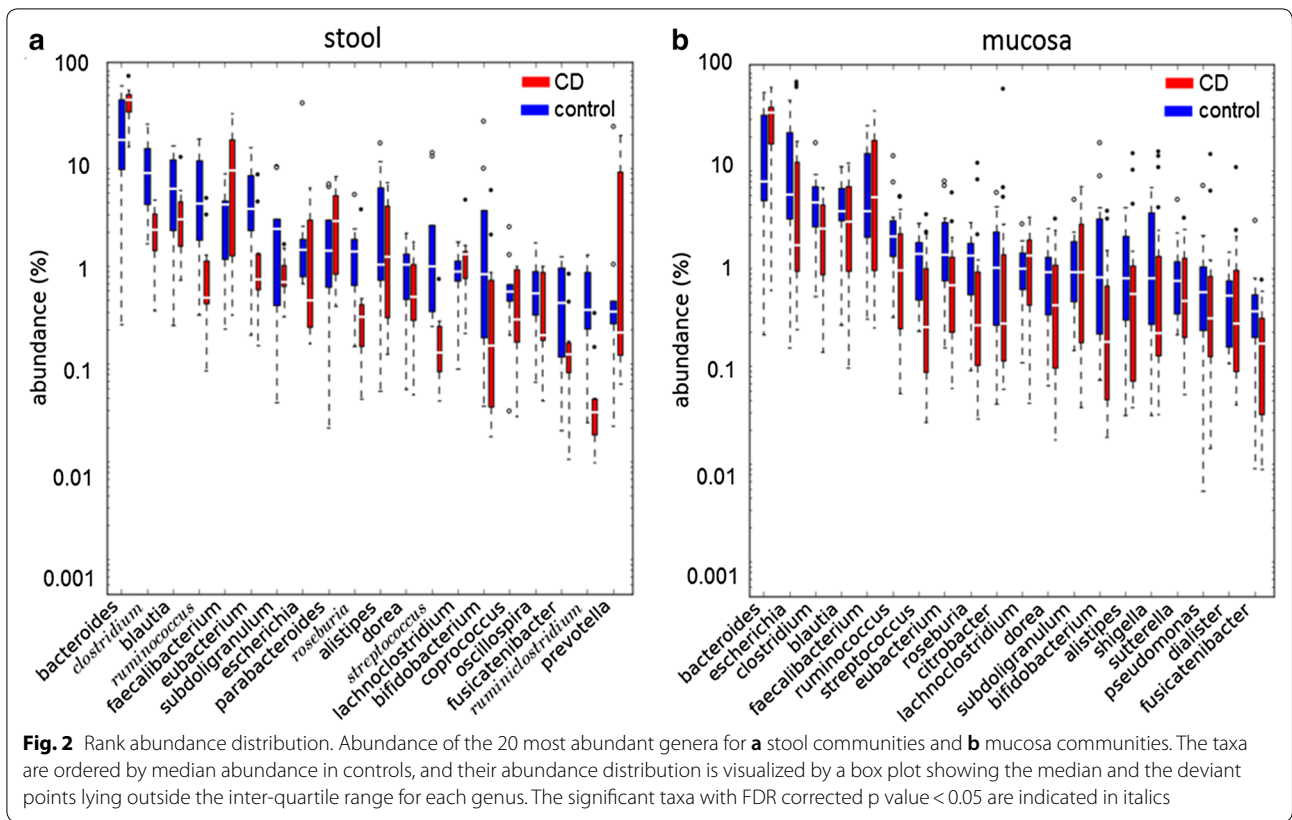 a
stool
100
10
1
0.1
0.01
0.001
abundance (%)
CD
control
bacteroides
clostridium
blautia
ruminococcus
faecalibacterium
eubacterium
subdoligranulum
escherichia
parabacteroides
roseburia
alistipes
dorea
streptococcus
lachnoclostridium
bifidobacterium
coprococcus
oscillospira
fusicatenibacter
ruminiclostridium
prevotella
b
mucosa
100
10
1
0.1
0.01
0.001
abundance (%)
CD
control
bacteroides
escherichia
clostridium
blautia
faecalibacterium
ruminococcus
streptococcus
eubacterium
roseburia
citrobacter
lachnoclostridium
dorea
subdoligranulum
bifidobacterium
alistipes
shigella
sutterella
pseudomonas
dialister
fusicatenibacter
Fig. 2 Rank abundance distribution. Abundance of the 20 most abundant genera for a stool communities and b mucosa communities. The taxa
are ordered by median abundance in controls, and their abundance distribution is visualized by a box plot showing the median and the deviant
points lying outside the inter-quartile range for each genus. The significant taxa with FDR corrected p value < 0.05 are indicated in italics